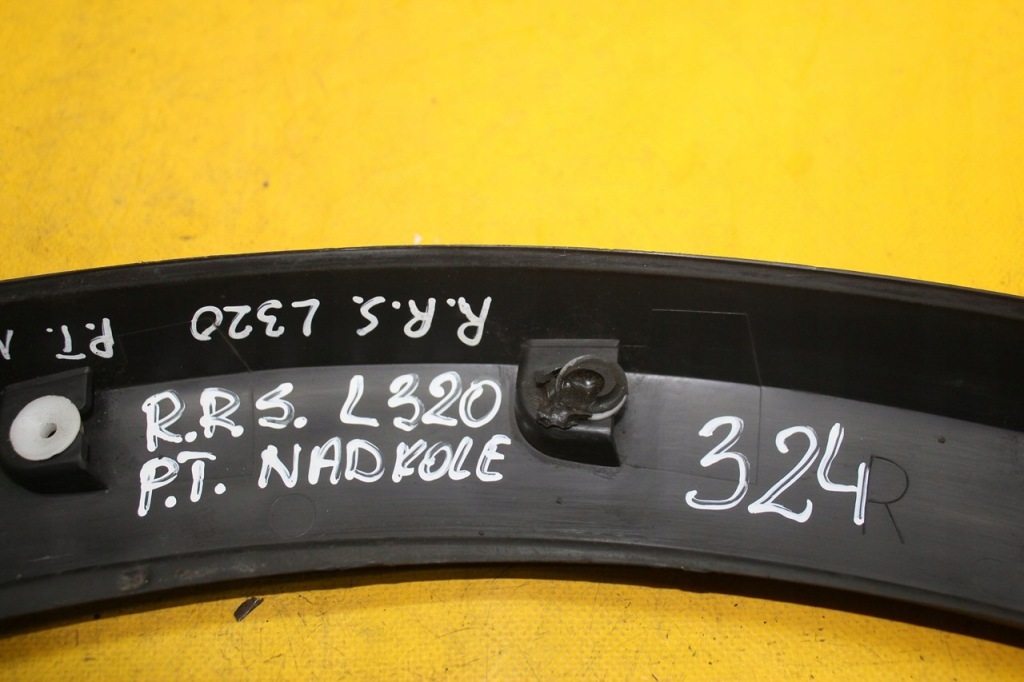 R.R.S. L320
P.T.
R.R S. L320
P.T. NADKOLE
324
R